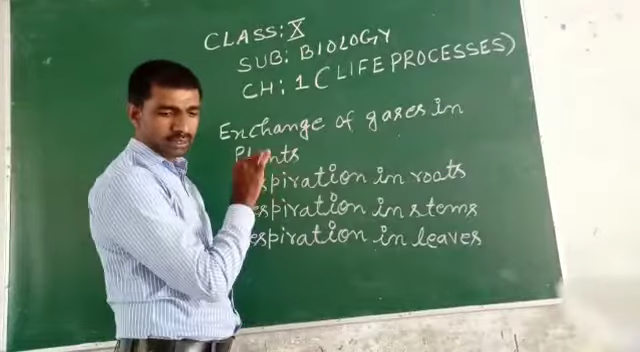 CLASS: X
SUB: BIOLOGY
CH: 1 (LIFE PROCESSES)
Exchange of gases in
Plants
spiration in roots
espiration in stems
espiration in leaves